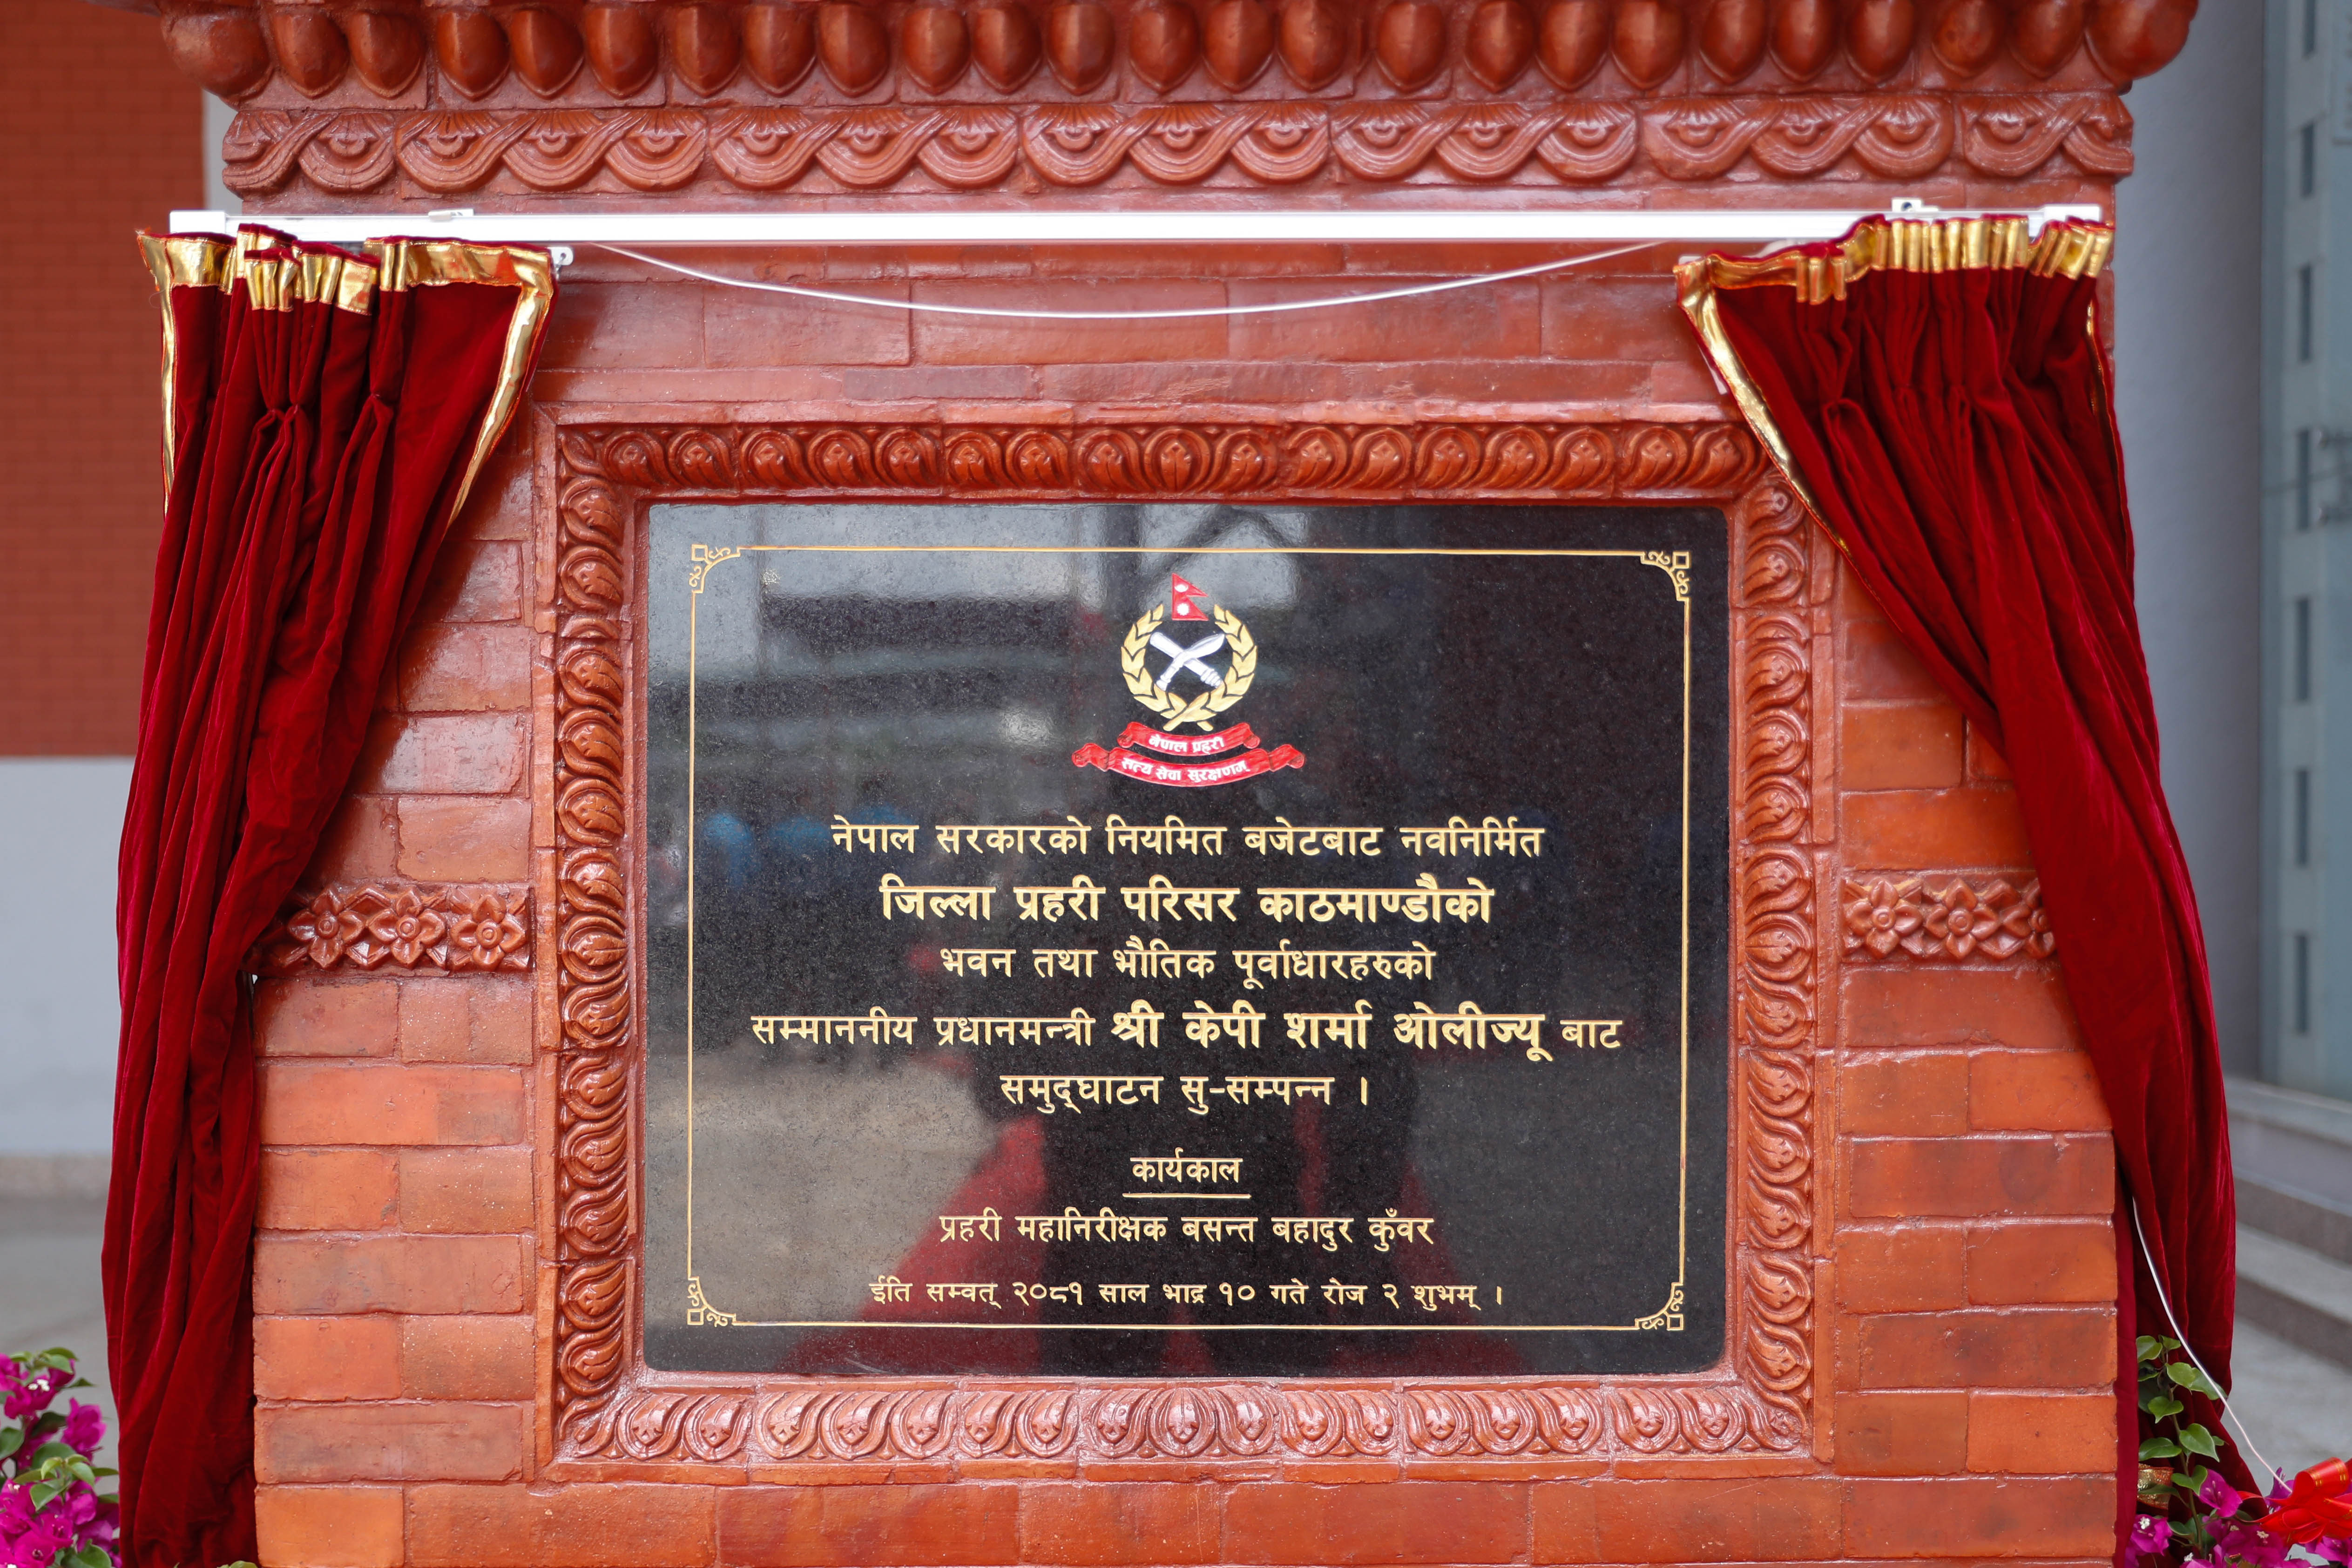 नेपाल प्रहरी
सत्य सेवा सुरक्षणम्
नेपाल सरकारको नियमित बजेटबाट नवनिर्मित
जिल्ला प्रहरी परिसर काठमाण्डौको
भवन तथा भौतिक पूर्वाधारहरुको
सम्माननीय प्रधानमन्त्री श्री केपी शर्मा ओलीज्यू बाट
समुद्घाटन सु-सम्पन्न ।
कार्यकाल
प्रहरी महानिरीक्षक बसन्त बहादुर कुँवर
ईति सम्वत् २०८१ साल भाद्र १० गते रोज २ शुभम् ।